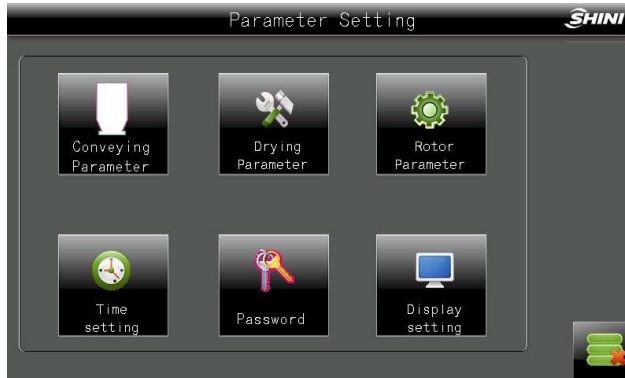 Parameter Setting
SHINI
Conveying
Parameter
Drying
Parameter
Rotor
Parameter
Time
setting
Password
Display
setting